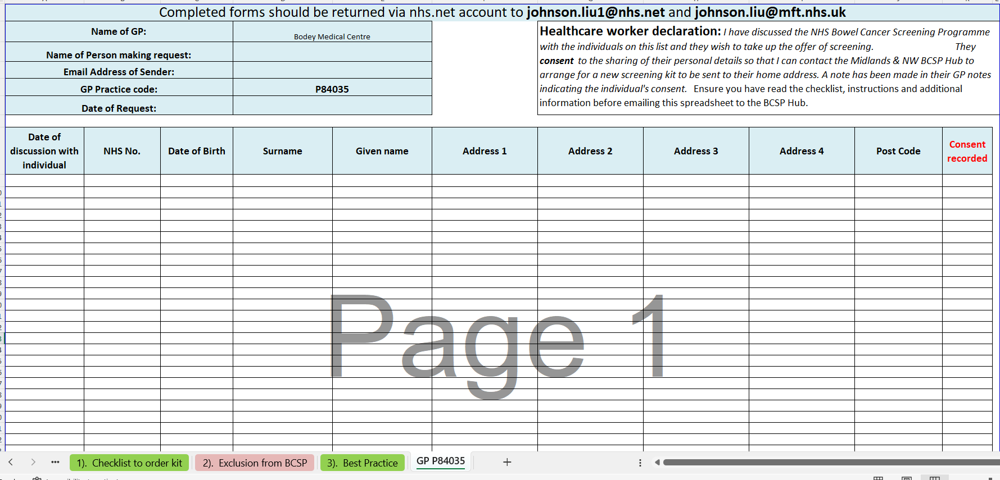 Completed forms should be returned via nhs.net account to johnson.liu1@nhs.net and johnson.liu@mft.nhs.uk
Name of GP:
Bodey Medical Centre
Name of Person making request:
Email Address of Sender:
GP Practice code:
P84035
Date of Request:
Healthcare worker declaration: I have discussed the NHS Bowel Cancer Screening Programme
with the individuals on this list and they wish to take up the offer of screening. They
consent to the sharing of their personal details so that I can contact the Midlands & NW BCSP Hub to
arrange for a new screening kit to be sent to their home address. A note has been made in their GP notes
indicating the individual's consent. Ensure you have read the checklist, instructions and additional
information before emailing this spreadsheet to the BCSP Hub.
Date of
discussion with
individual
NHS No.
Date of Birth
Surname
Given name
Address 1
Address 2
Address 3
Address 4
Post Code
Consent
recorded
Page 1
1). Checklist to order kit
2). Exclusion from BCSP
3). Best Practice
GP P84035